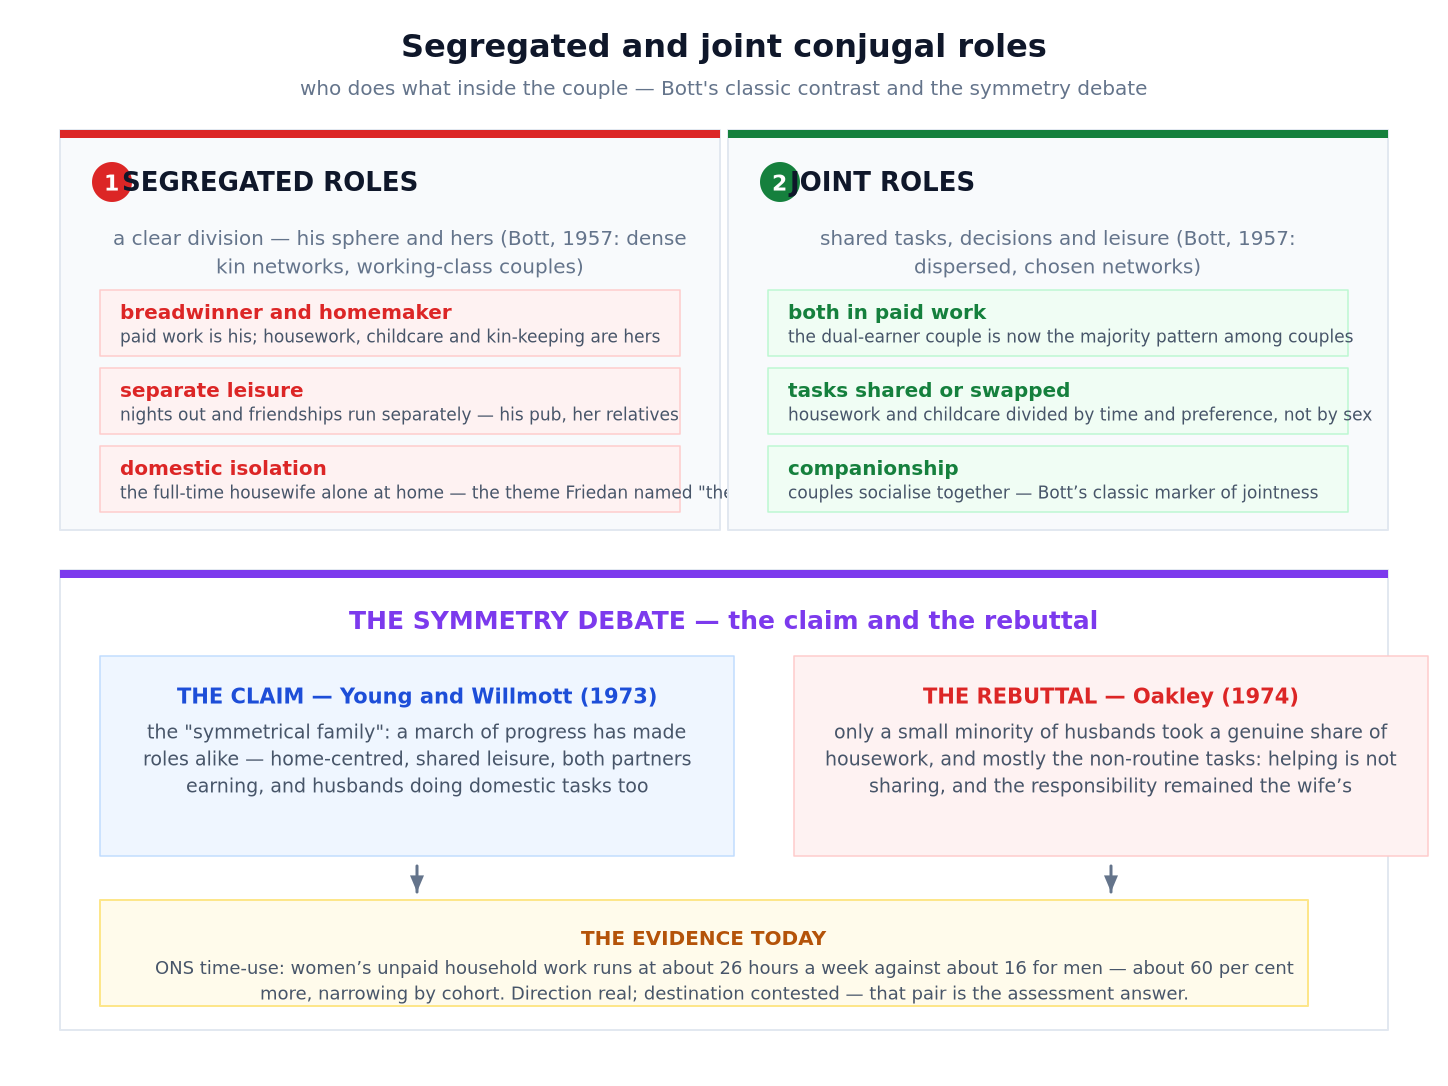 Segregated and joint conjugal roles
who does what inside the couple — Bott's classic contrast and the symmetry debate
1 SEGREGATED ROLES
a clear division — his sphere and hers (Bott, 1957: dense
kin networks, working-class couples)
breadwinner and homemaker
paid work is his; housework, childcare and kin-keeping are hers
separate leisure
nights out and friendships run separately — his pub, her relatives
domestic isolation
the full-time housewife alone at home — the theme Friedan named "the
2 JOINT ROLES
shared tasks, decisions and leisure (Bott, 1957:
dispersed, chosen networks)
both in paid work
the dual-earner couple is now the majority pattern among couples
tasks shared or swapped
housework and childcare divided by time and preference, not by sex
companionship
couples socialise together — Bott’s classic marker of jointness
THE SYMMETRY DEBATE — the claim and the rebuttal
THE CLAIM — Young and Willmott (1973)
the "symmetrical family": a march of progress has made
roles alike — home-centred, shared leisure, both partners
earning, and husbands doing domestic tasks too
THE REBUTTAL — Oakley (1974)
only a small minority of husbands took a genuine share of
housework, and mostly the non-routine tasks: helping is not
sharing, and the responsibility remained the wife’s
THE EVIDENCE TODAY
ONS time-use: women’s unpaid household work runs at about 26 hours a week against about 16 for men — about 60 per cent
more, narrowing by cohort. Direction real; destination contested — that pair is the assessment answer.